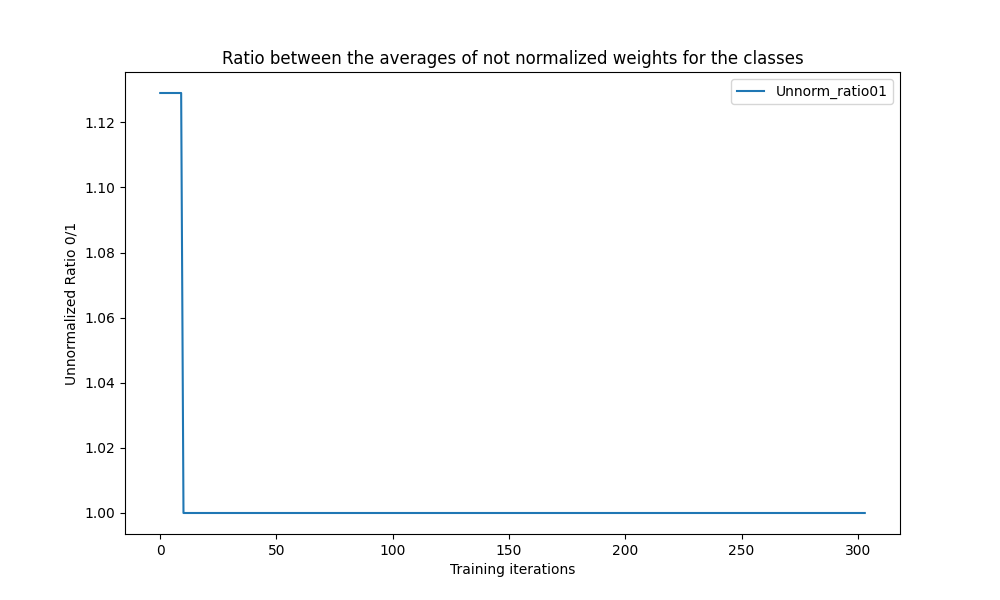 Ratio between the averages of not normalized weights for the classes
Unnorm_ratio01
1.12
1.10
1.08
1.06
1.04
1.02
1.00
Unnormalized Ratio 0/1
0 50 100 150 200 250 300
Training iterations